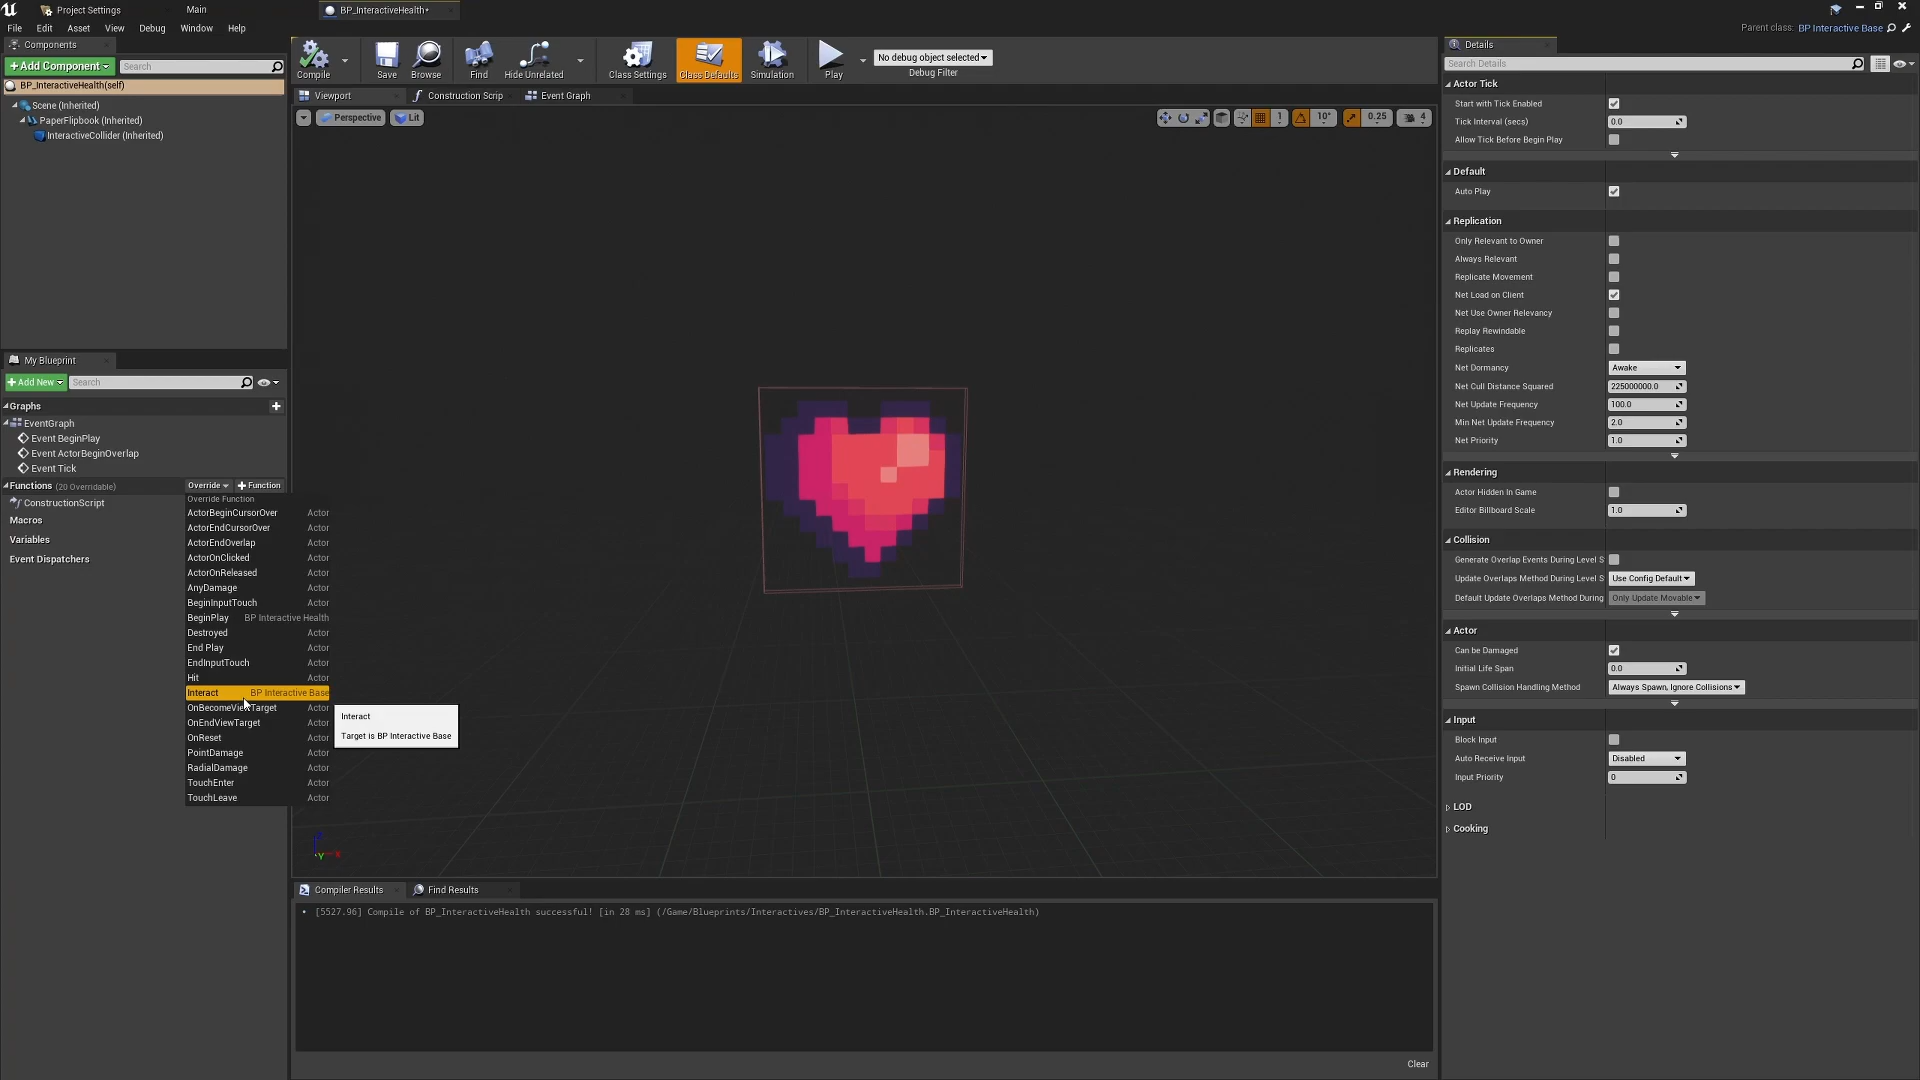 Project Settings
Main
BP_InteractiveHealth*
File Edit Asset View Debug Window Help
Parent class: BP Interactive Base
Components
+Add Component
Search
BP_InteractiveHealth(self)
Scene (Inherited)
PaperFlipbook (Inherited)
InteractiveCollider (Inherited)
My Blueprint
+Add New
Search
Graphs
EventGraph
Event BeginPlay
Event ActorBeginOverlap
Event Tick
Functions (20 Overridable)
Override
+Function
ConstructionScript
Macros
Variables
Event Dispatchers
Override Function
ActorBeginCursorOver Actor
ActorEndCursorOver Actor
ActorEndOverlap Actor
ActorOnClicked Actor
ActorOnReleased Actor
AnyDamage Actor
BeginInputTouch Actor
BeginPlay BP Interactive Health
Destroyed Actor
End Play Actor
EndInputTouch Actor
Hit Actor
Interact BP Interactive Base
OnBecomeViewTarget Actor
OnEndViewTarget Actor
OnReset Actor
PointDamage Actor
RadialDamage Actor
TouchEnter Actor
TouchLeave Actor
Interact
Target is BP Interactive Base
Compile
Save
Browse
Find
Hide Unrelated
Class Settings
Class Defaults
Simulation
Play
No debug object selected
Debug Filter
Viewport
Construction Scrip
Event Graph
Perspective
Lit
1
10°
0.25
4
Z
X
Y
Compiler Results
Find Results
• [5527.96] Compile of BP_InteractiveHealth successful! [in 28 ms] (/Game/Blueprints/Interactives/BP_InteractiveHealth.BP_InteractiveHealth)
Clear
Details
Search Details
Actor Tick
Start with Tick Enabled
Tick Interval (secs) 0.0
Allow Tick Before Begin Play
Default
Auto Play
Replication
Only Relevant to Owner
Always Relevant
Replicate Movement
Net Load on Client
Net Use Owner Relevancy
Replay Rewindable
Replicates
Net Dormancy Awake
Net Cull Distance Squared 225000000.0
Net Update Frequency 100.0
Min Net Update Frequency 2.0
Net Priority 1.0
Rendering
Actor Hidden In Game
Editor Billboard Scale 1.0
Collision
Generate Overlap Events During Level S
Update Overlaps Method During Level S Use Config Default
Default Update Overlaps Method During Only Update Movable
Actor
Can be Damaged
Initial Life Span 0.0
Spawn Collision Handling Method Always Spawn, Ignore Collisions
Input
Block Input
Auto Receive Input Disabled
Input Priority 0
LOD
Cooking